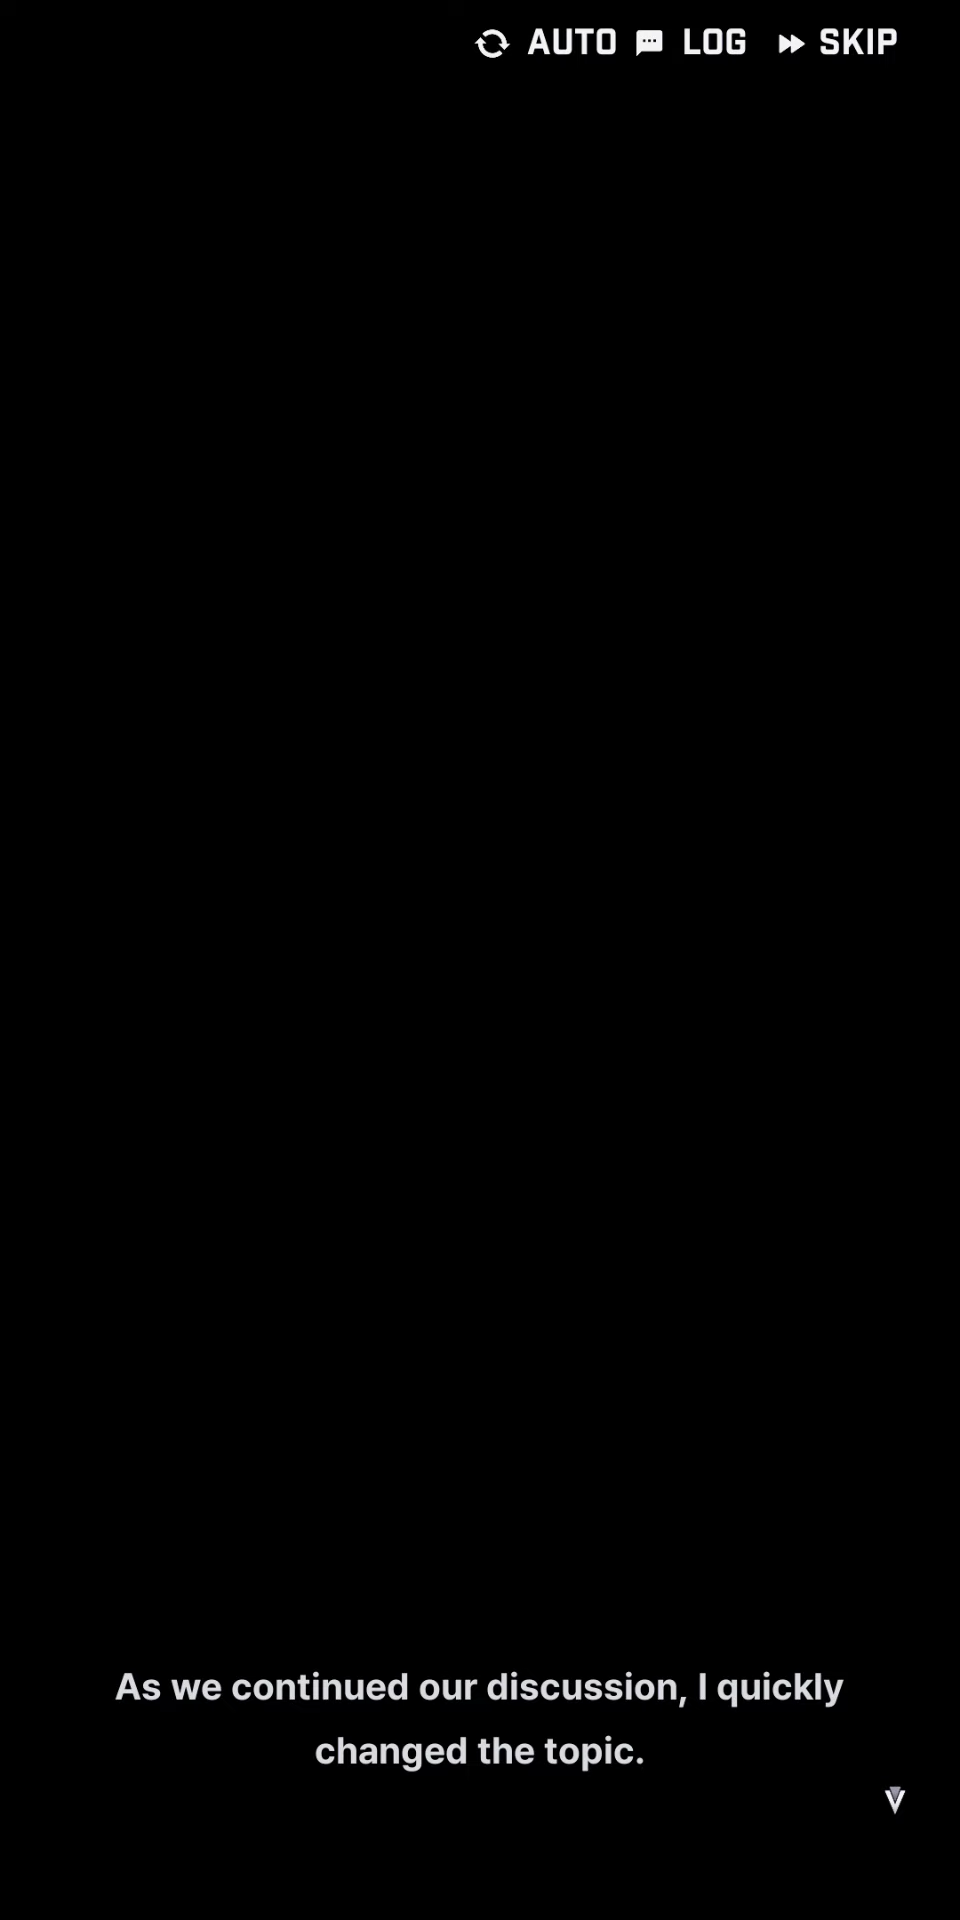 AUTO LOG SKIP
As we continued our discussion, I quickly
changed the topic.